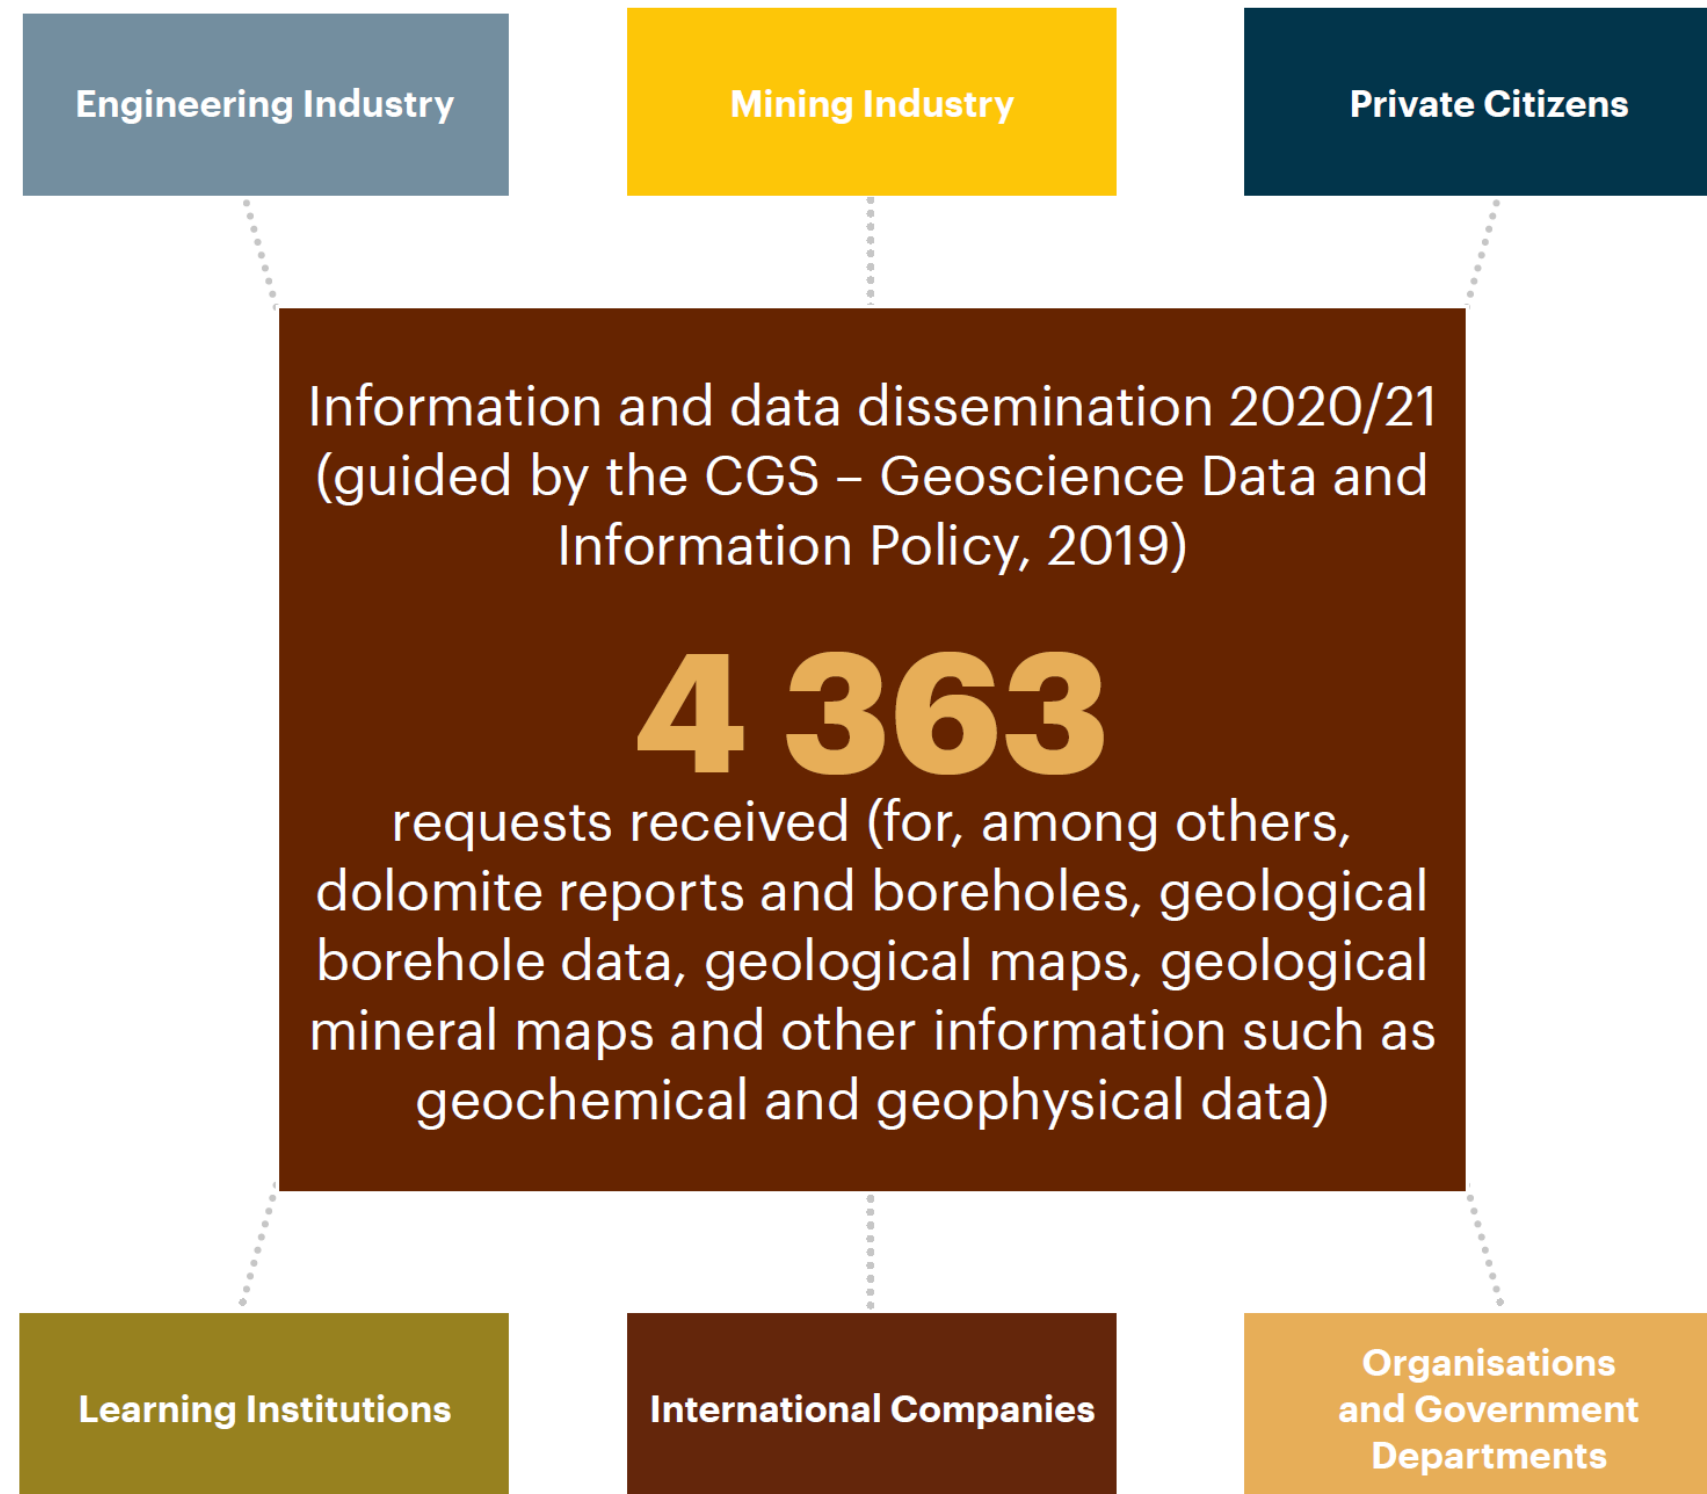 Engineering Industry
Mining Industry
Private Citizens
Information and data dissemination 2020/21
(guided by the CGS – Geoscience Data and
Information Policy, 2019)
4 363
requests received (for, among others,
dolomite reports and boreholes, geological
borehole data, geological maps, geological
mineral maps and other information such as
geochemical and geophysical data)
Learning Institutions
International Companies
Organisations
and Government
Departments